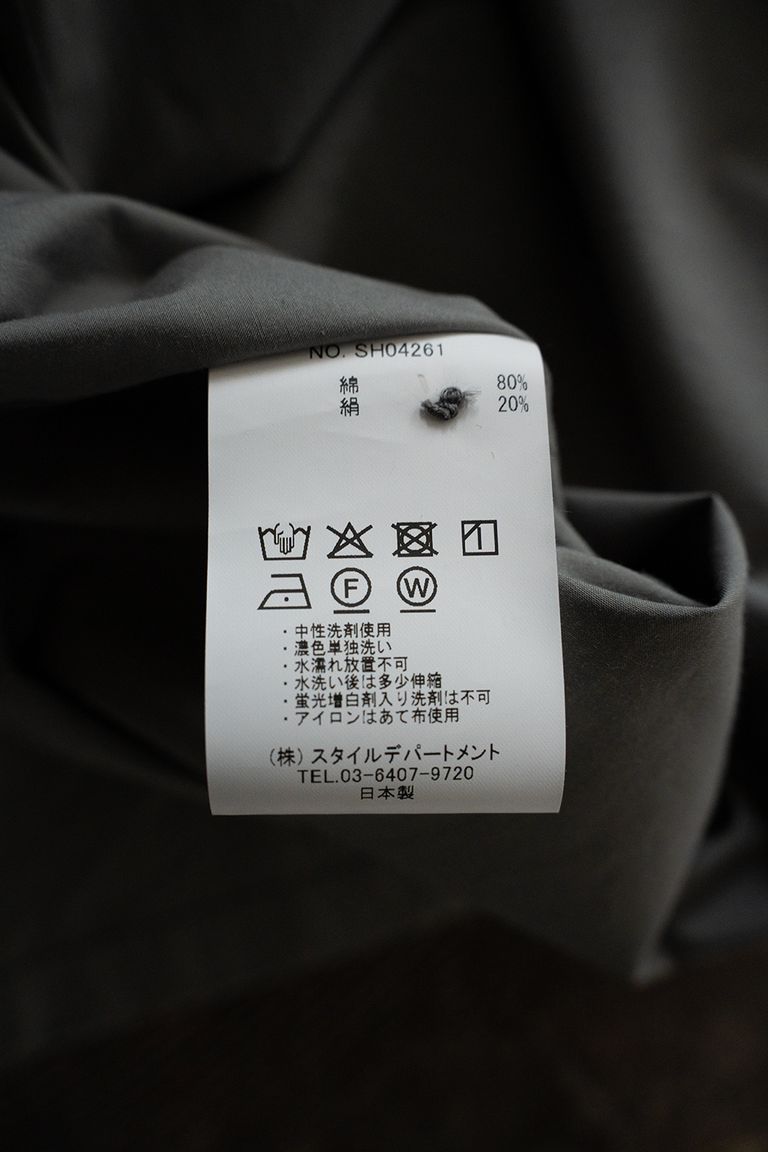 NO. SH04261
綿 80%
絹 20%
F W
・中性洗剤使用
・濃色単独洗い
・水濡れ放置不可
・水洗い後は多少伸縮
・蛍光増白剤入り洗剤は不可
・アイロンはあて布使用
(株)スタイルデパートメント
TEL.03-6407-9720
日本製